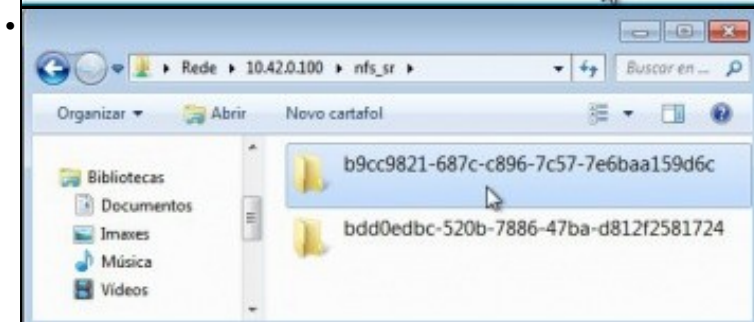 Rede ▸ 10.42.0.100 ▸ nfs_sr ▸
Buscar en ...
Organizar
Abrir
Novo cartafol
Bibliotecas
Documentos
Imaxes
Música
Vídeos
b9cc9821-687c-c896-7c57-7e6baa159d6c
bdd0edbc-520b-7886-47ba-d812f2581724